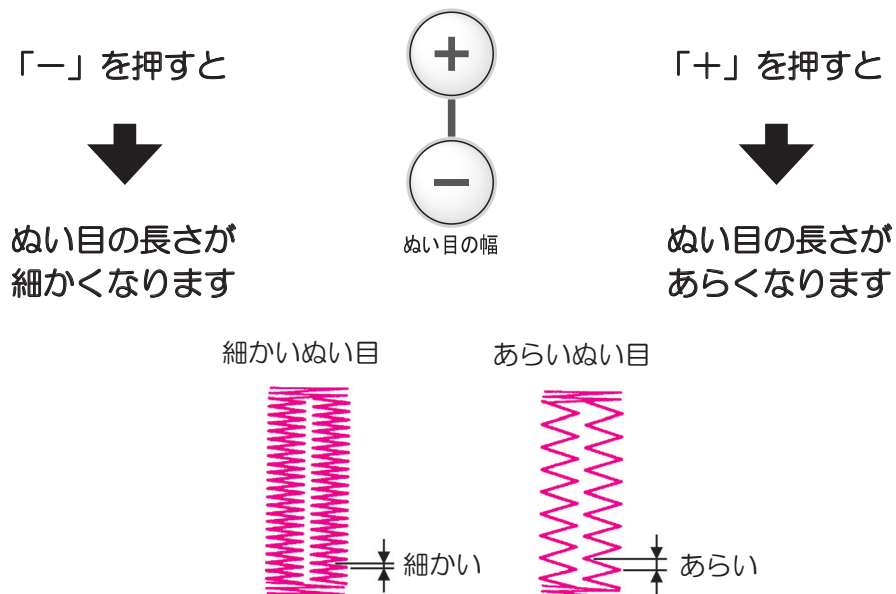 「－」を押すと
ぬい目の長さが
細かくなります
＋
－
ぬい目の幅
「＋」を押すと
ぬい目の長さが
あらくなります
細かいぬい目
あらいぬい目
細かい
あらい